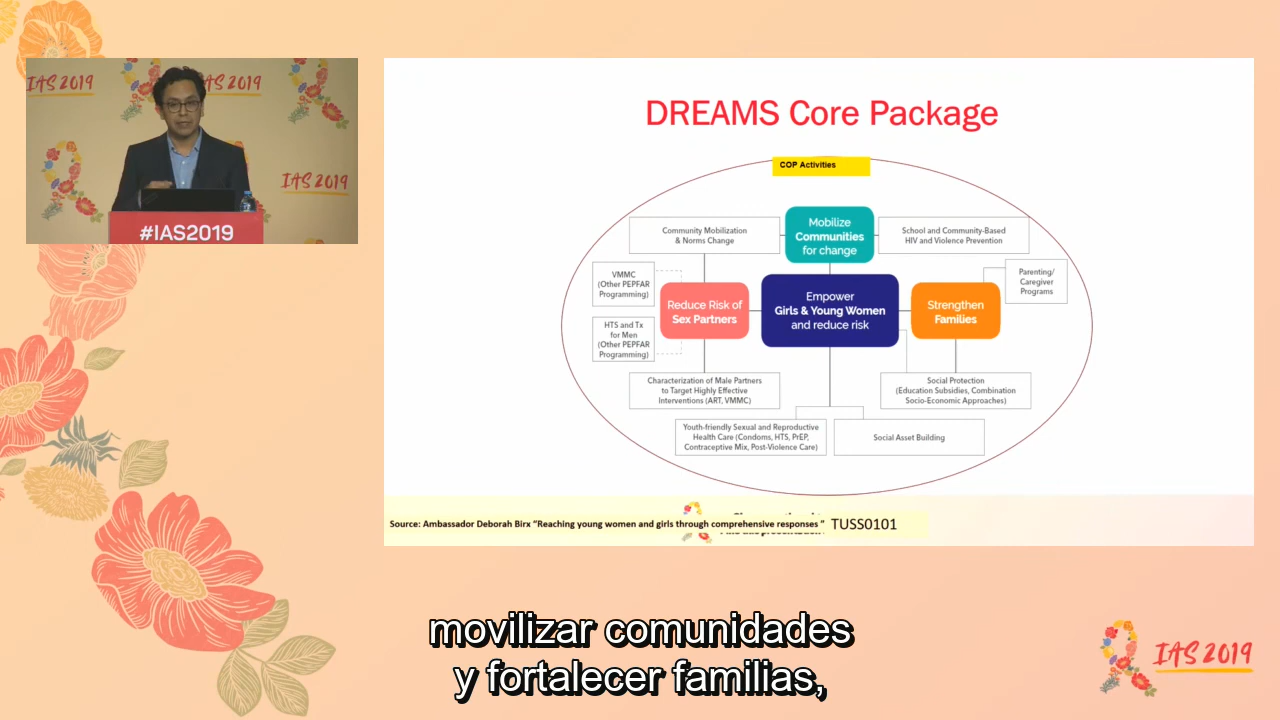 IAS 2019
IAS 2019
IAS 2019
#IAS2019
DREAMS Core Package
COP Activities
Mobilize
Communities
for change
Community Mobilization
& Norms Change
School and Community-Based
HIV and Violence Prevention
VMMC
(Other PEPFAR
Programming)
Parenting/
Caregiver
Programs
Reduce Risk of
Sex Partners
Empower
Girls & Young Women
and reduce risk
Strengthen
Families
HTS and Tx
for Men
(Other PEPFAR
Programming)
Characterization of Male Partners
to Target Highly Effective
Interventions (ART, VMMC)
Social Protection
(Education Subsidies, Combination
Socio-Economic Approaches)
Youth-friendly Sexual and Reproductive
Health Care (Condoms, HTS, PrEP,
Contraceptive Mix, Post-Violence Care)
Social Asset Building
Source: Ambassador Deborah Birx “Reaching young women and girls through comprehensive responses ” TUSS0101
movilizar comunidades
y fortalecer familias,
IAS 2019